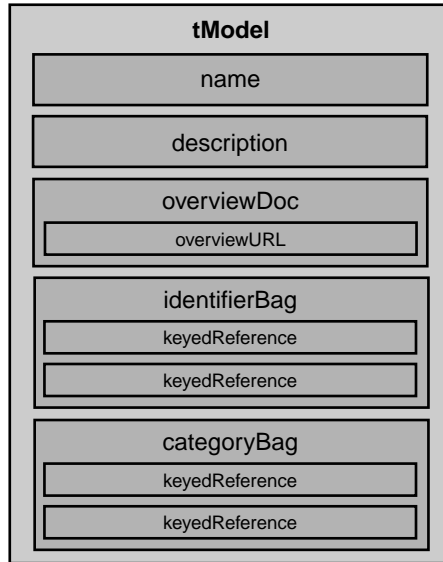 tModel
name
description
overviewDoc
overviewURL
identifierBag
keyedReference
keyedReference
categoryBag
keyedReference
keyedReference